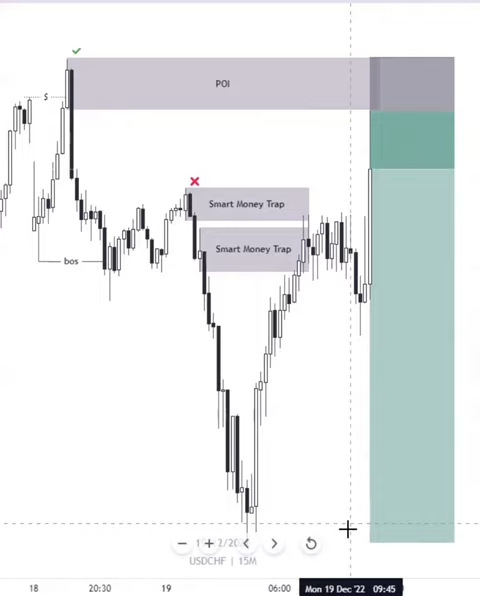 POI
$
Smart Money Trap
Smart Money Trap
bos
USDCHF | 15M
18 20:30 19 06:00 Mon 19 Dec '22 09:45